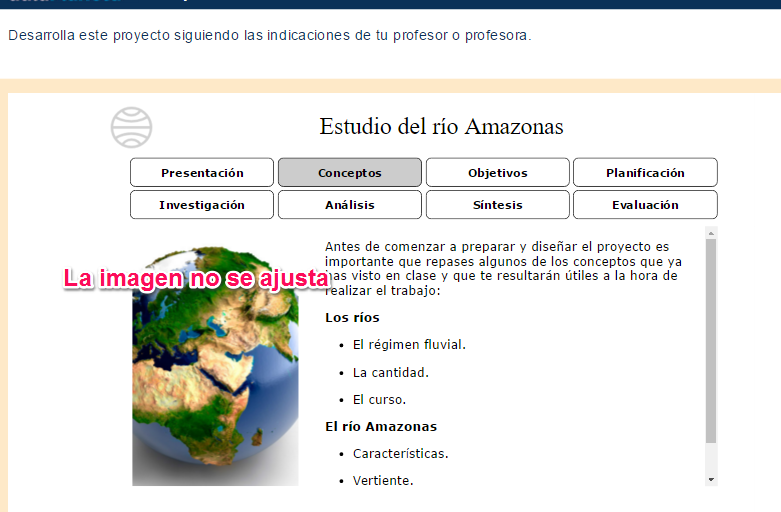 Desarrolla este proyecto siguiendo las indicaciones de tu profesor o profesora.
Estudio del río Amazonas
Presentación Conceptos Objetivos Planificación
Investigación Análisis Síntesis Evaluación
La imagen no se ajusta
Antes de comenzar a preparar y diseñar el proyecto es
importante que repases algunos de los conceptos que ya
has visto en clase y que te resultarán útiles a la hora de
realizar el trabajo:
Los ríos
• El régimen fluvial.
• La cantidad.
• El curso.
El río Amazonas
• Características.
• Vertiente.